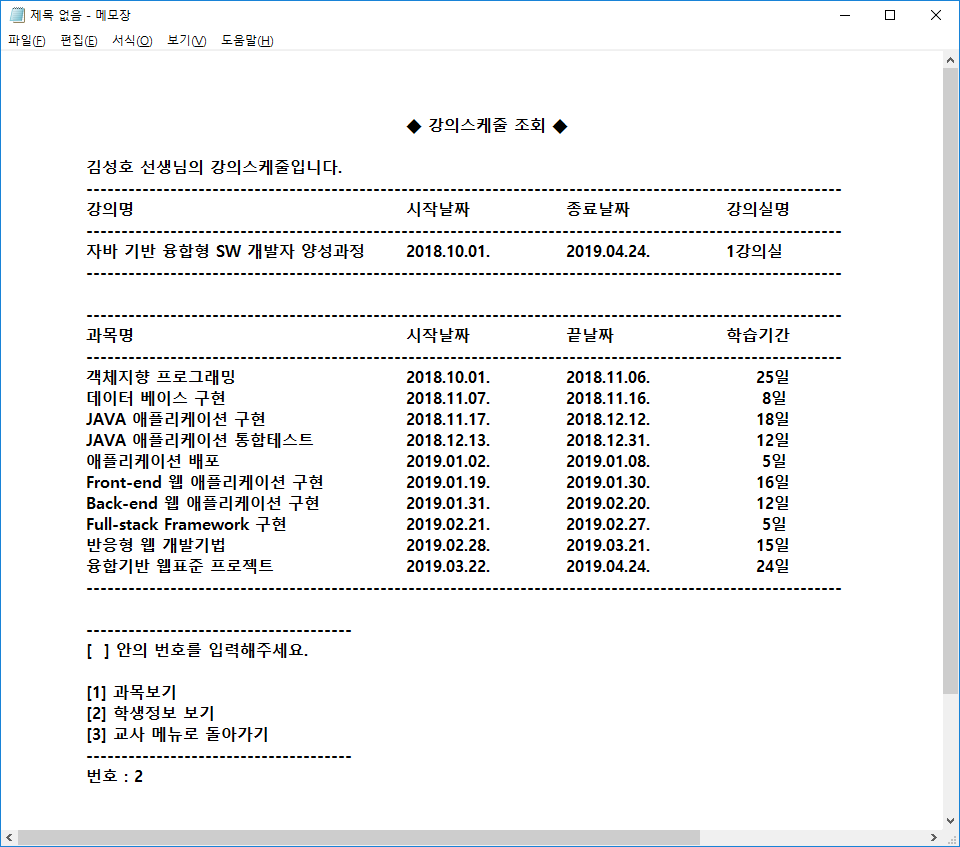 제목 없음 - 메모장
파일(F) 편집(E) 서식(O) 보기(V) 도움말(H)
◆ 강의스케줄 조회 ◆
김성호 선생님의 강의스케줄입니다.
------------------------------------------------------------------------------------------------------------
강의명 시작날짜 종료날짜 강의실명
------------------------------------------------------------------------------------------------------------
자바 기반 융합형 SW 개발자 양성과정 2018.10.01. 2019.04.24. 1강의실
------------------------------------------------------------------------------------------------------------
------------------------------------------------------------------------------------------------------------
과목명 시작날짜 끝날짜 학습기간
------------------------------------------------------------------------------------------------------------
객체지향 프로그래밍 2018.10.01. 2018.11.06. 25일
데이터 베이스 구현 2018.11.07. 2018.11.16. 8일
JAVA 애플리케이션 구현 2018.11.17. 2018.12.12. 18일
JAVA 애플리케이션 통합테스트 2018.12.13. 2018.12.31. 12일
애플리케이션 배포 2019.01.02. 2019.01.08. 5일
Front-end 웹 애플리케이션 구현 2019.01.19. 2019.01.30. 16일
Back-end 웹 애플리케이션 구현 2019.01.31. 2019.02.20. 12일
Full-stack Framework 구현 2019.02.21. 2019.02.27. 5일
반응형 웹 개발기법 2019.02.28. 2019.03.21. 15일
융합기반 웹표준 프로젝트 2019.03.22. 2019.04.24. 24일
------------------------------------------------------------------------------------------------------------
--------------------------------------
[  ] 안의 번호를 입력해주세요.
[1] 과목보기
[2] 학생정보 보기
[3] 교사 메뉴로 돌아가기
--------------------------------------
번호 : 2